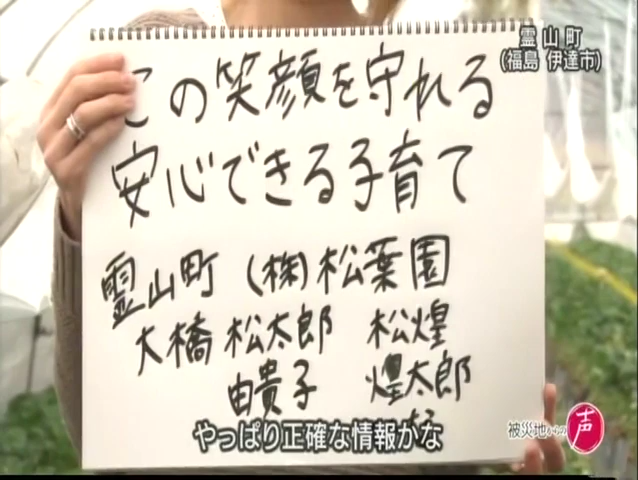 霊山町
(福島 伊達市)
この笑顔を守れる
安心できる子育て
霊山町 (株)松葉園
大橋 松太郎 松煌
由貴子 煌太郎
やっぱり正確な情報かな
被災地からの声